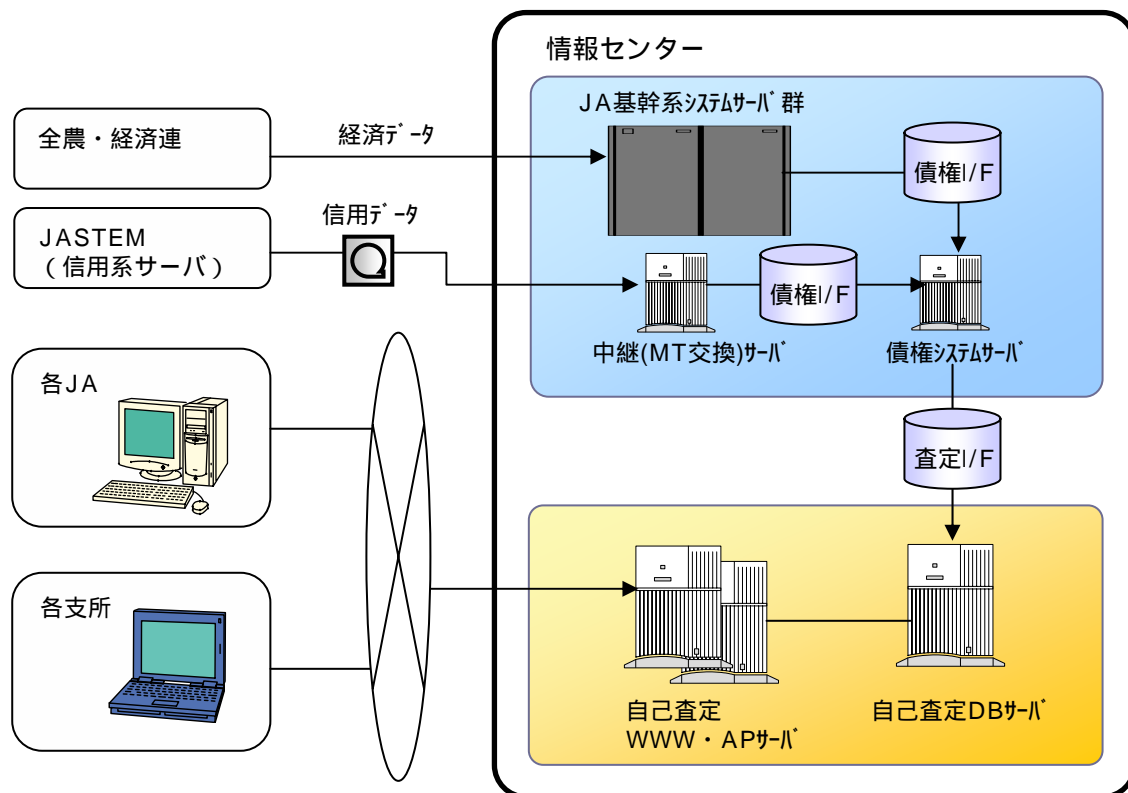 情報センター
JA基幹系ｼｽﾃﾑｻｰﾊﾞ群
全農・経済連
経済ﾃﾞｰﾀ
債権I/F
信用ﾃﾞｰﾀ
JASTEM
（信用系サーバ）
債権I/F
中継(MT交換)ｻｰﾊﾞ
債権ｼｽﾃﾑｻｰﾊﾞ
各JA
査定I/F
各支所
自己査定
WWW・APｻｰﾊﾞ
自己査定DBｻｰﾊﾞ